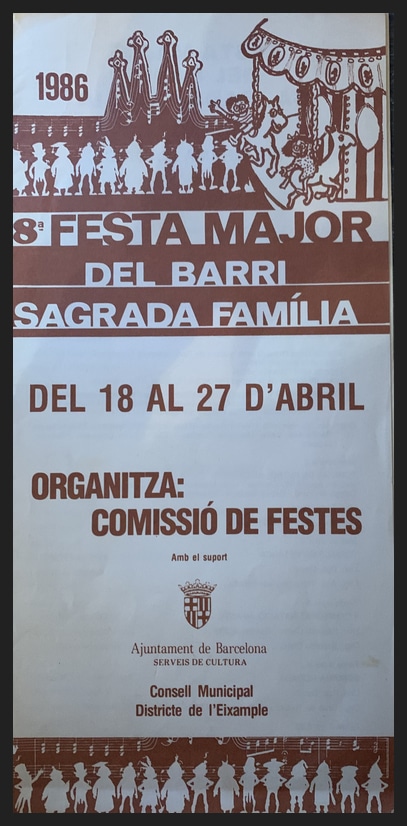 1986
8ª FESTA MAJOR
DEL BARRI
SAGRADA FAMÍLIA
DEL 18 AL 27 D'ABRIL
ORGANITZA:
COMISSIÓ DE FESTES
Amb el suport
Ajuntament de Barcelona
SERVEIS DE CULTURA
Consell Municipal
Districte de l'Eixample